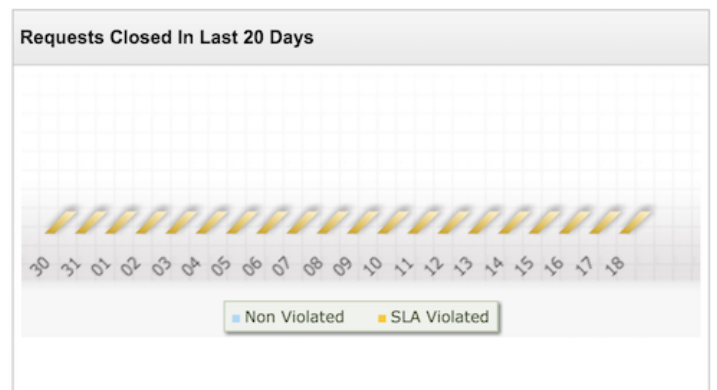 Requests Closed In Last 20 Days
30 31 01 02 03 04 05 06 07 08 09 10 11 12 13 14 15 16 17 18
Non Violated SLA Violated